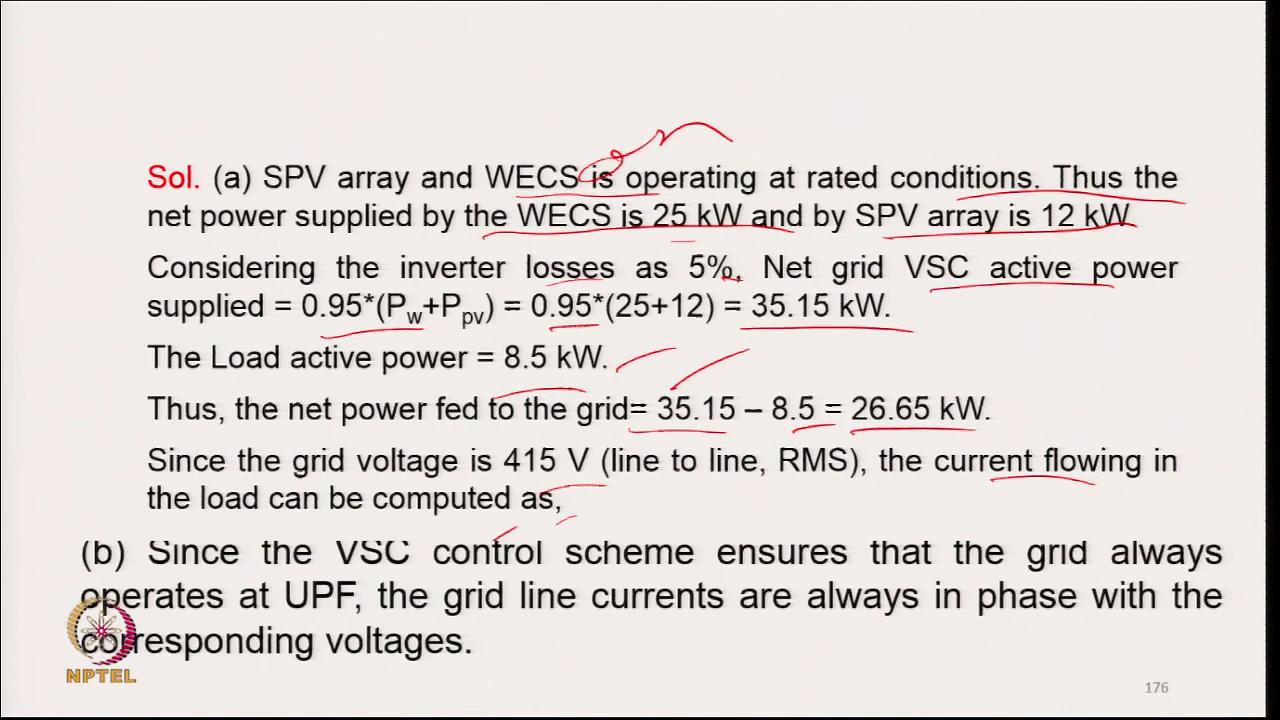 Sol. (a) SPV array and WECS is operating at rated conditions. Thus the
net power supplied by the WECS is 25 kW and by SPV array is 12 kW
Considering the inverter losses as 5%, Net grid VSC active power
supplied = 0.95*(Pw+Ppv) = 0.95*(25+12) = 35.15 kW.
The Load active power = 8.5 kW.
Thus, the net power fed to the grid= 35.15 – 8.5 = 26.65 kW.
Since the grid voltage is 415 V (line to line, RMS), the current flowing in
the load can be computed as,
(b) Since the VSC control scheme ensures that the grid always
operates at UPF, the grid line currents are always in phase with the
corresponding voltages.
NPTEL
176